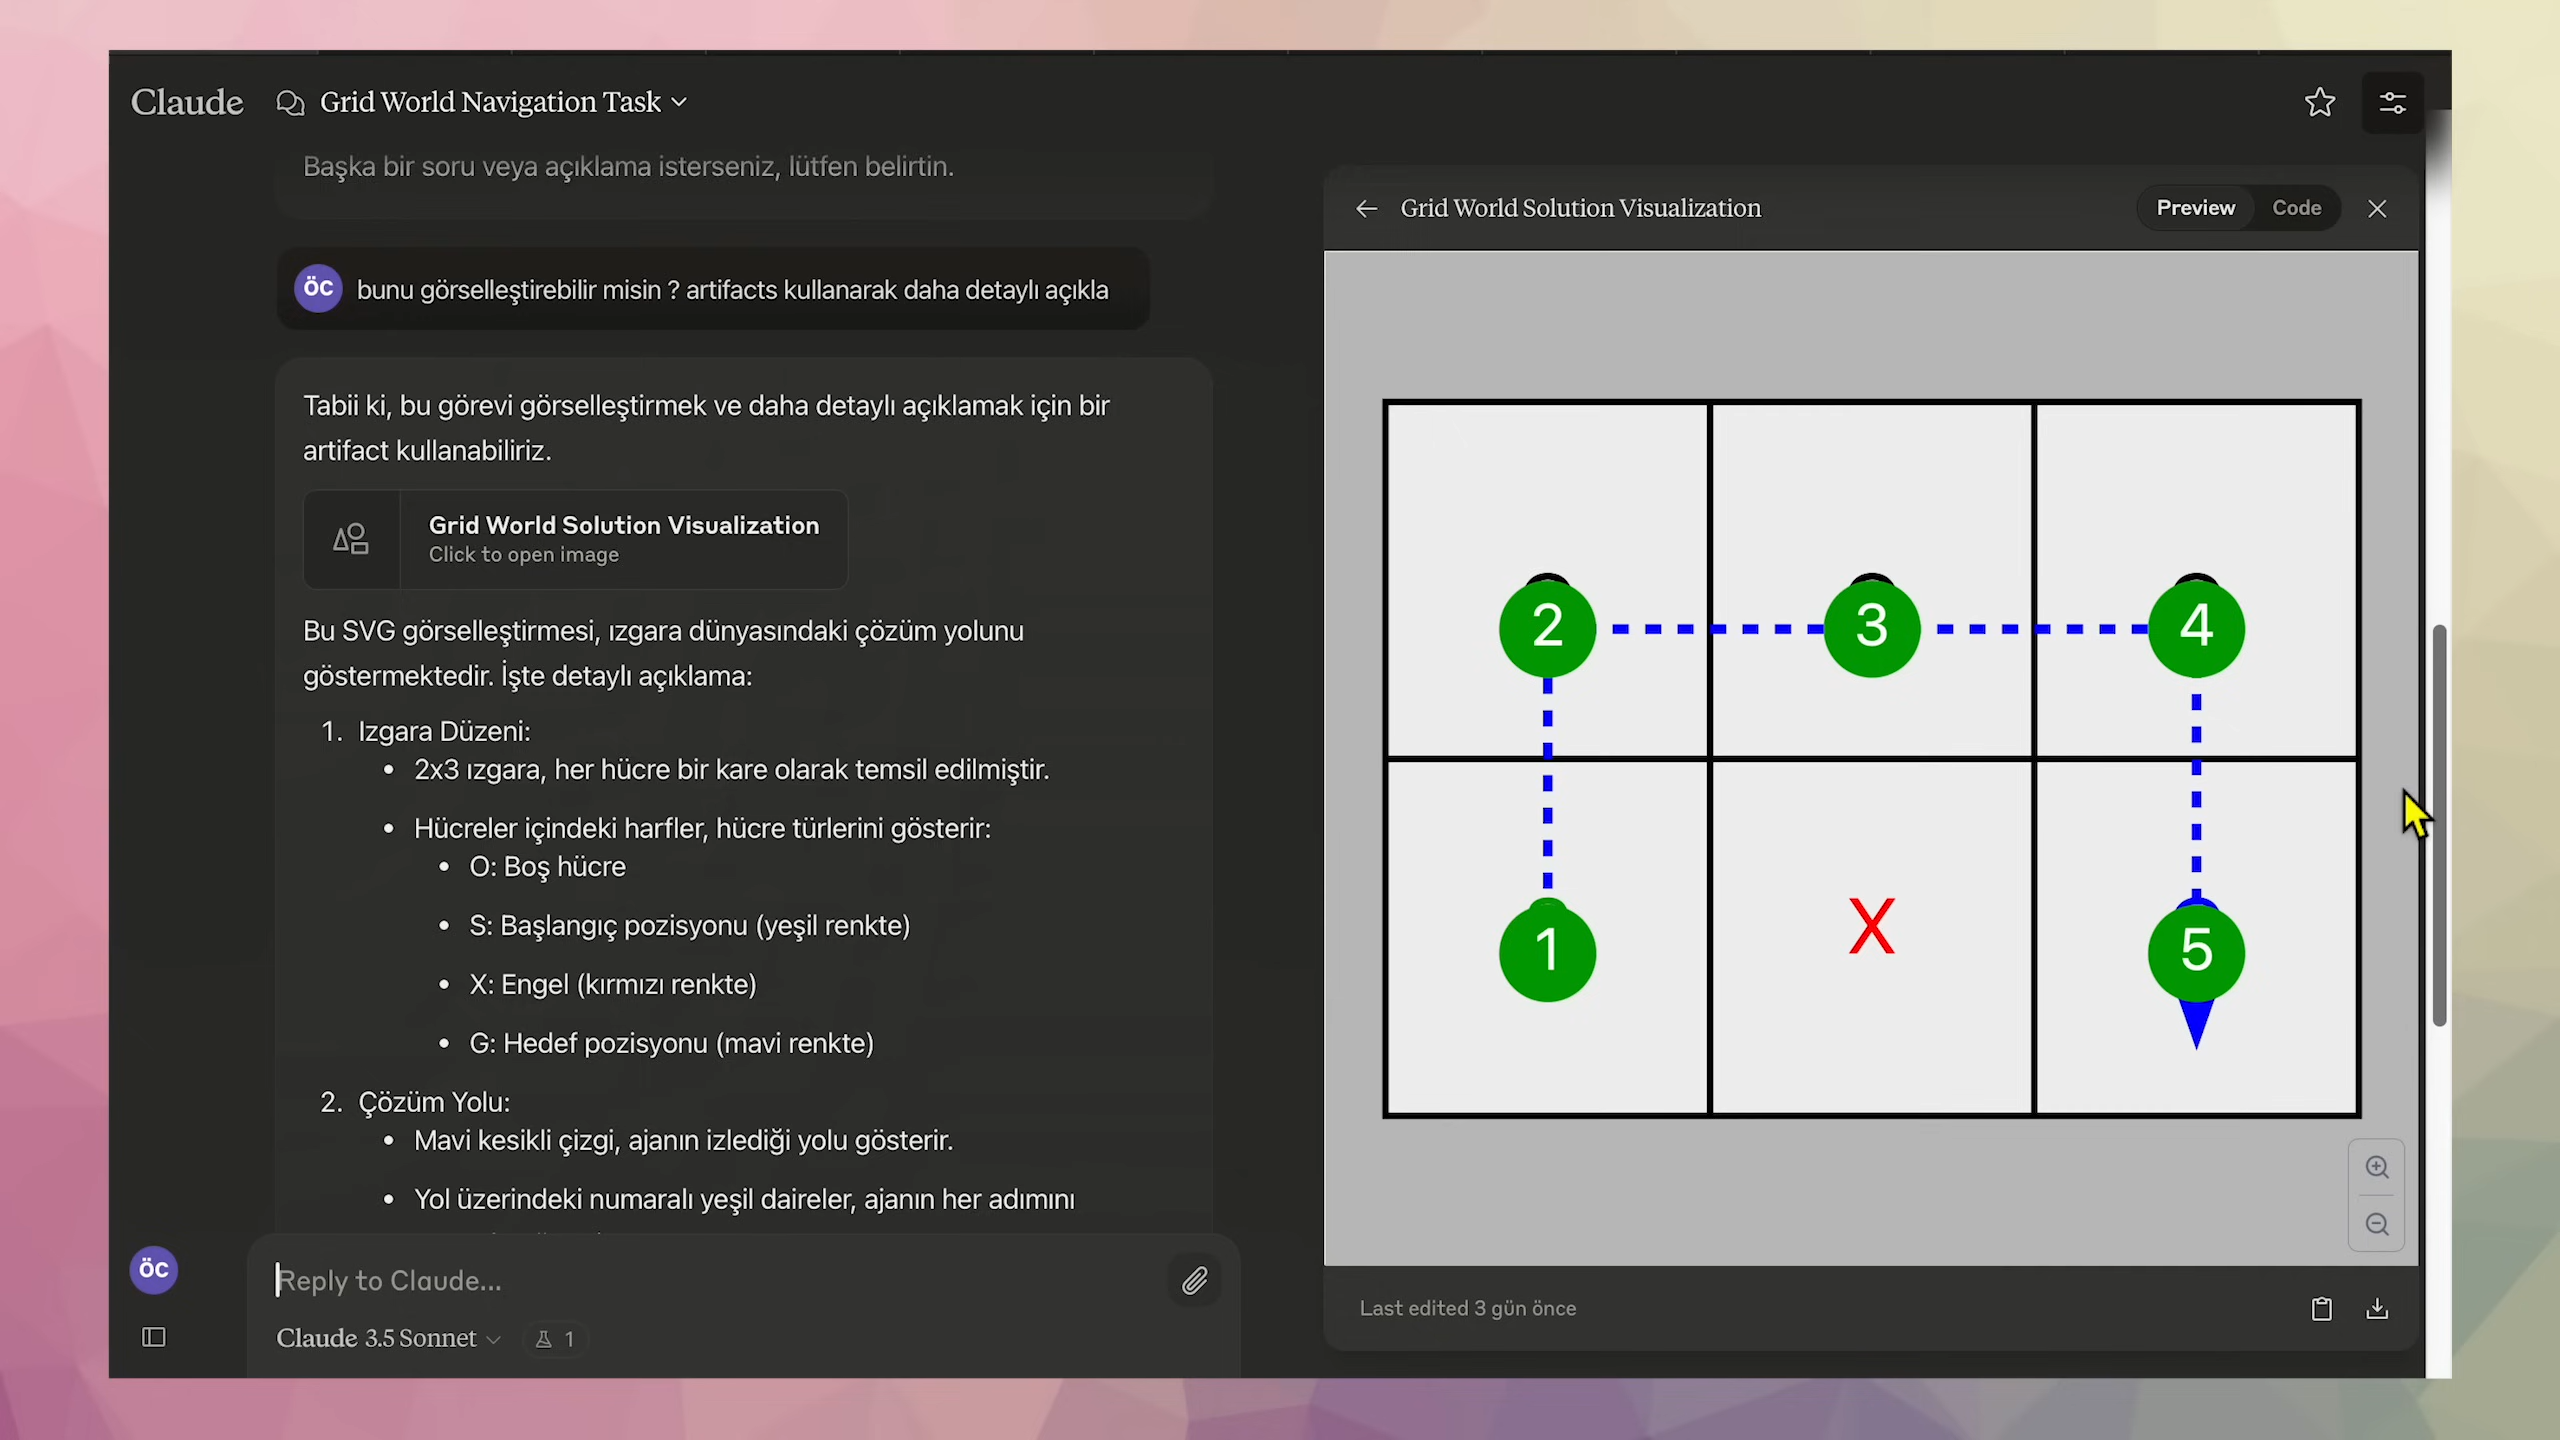 Claude
Grid World Navigation Task
Başka bir soru veya açıklama isterseniz, lütfen belirtin.
ÖC
bunu görselleştirebilir misin ? artifacts kullanarak daha detaylı açıkla
Tabii ki, bu görevi görselleştirmek ve daha detaylı açıklamak için bir
artifact kullanabiliriz.
Grid World Solution Visualization
Click to open image
Bu SVG görselleştirmesi, ızgara dünyasındaki çözüm yolunu
göstermektedir. İşte detaylı açıklama:
1. Izgara Düzeni:
• 2x3 ızgara, her hücre bir kare olarak temsil edilmiştir.
• Hücreler içindeki harfler, hücre türlerini gösterir:
• O: Boş hücre
• S: Başlangıç pozisyonu (yeşil renkte)
• X: Engel (kırmızı renkte)
• G: Hedef pozisyonu (mavi renkte)
2. Çözüm Yolu:
• Mavi kesikli çizgi, ajanın izlediği yolu gösterir.
• Yol üzerindeki numaralı yeşil daireler, ajanın her adımını
ÖC
Reply to Claude...
Claude 3.5 Sonnet
1
Grid World Solution Visualization
Preview
Code
2
3
4
1
X
5
Last edited 3 gün önce